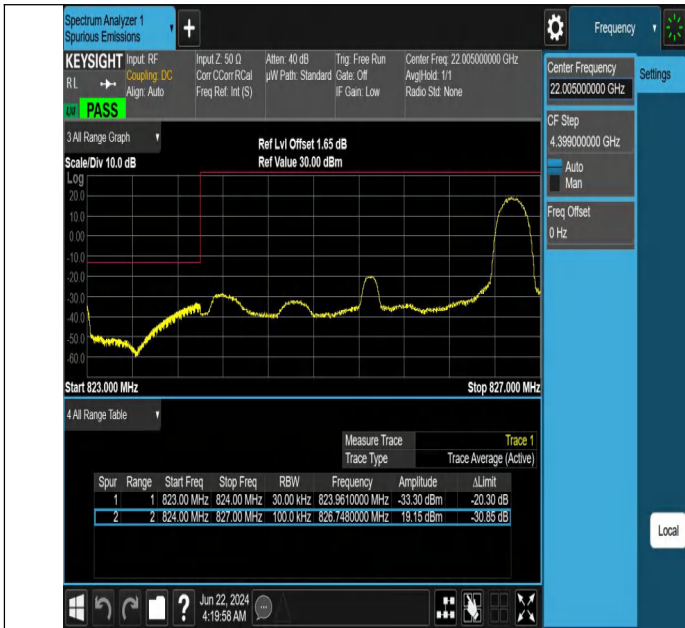 Spectrum Analyzer 1
Spurious Emissions
+
Frequency
KEYSIGHT Input: RF Input Z: 50 Ω Atten: 40 dB Trig: Free Run Center Freq: 22.005000000 GHz
RL Coupling: DC Corr CCorr RCal µW Path: Standard Gate: Off Avg|Hold: 1/1
Align: Auto Freq Ref: Int (S) IF Gain: Low Radio Std: None
PASS
Center Frequency
22.005000000 GHz
Settings
CF Step
4.399000000 GHz
Auto
Man
Freq Offset
0 Hz
3 All Range Graph
Ref Lvl Offset 1.65 dB
Scale/Div 10.0 dB Ref Value 30.00 dBm
Log
20.0
10.0
0.00
-10.0
-20.0
-30.0
-40.0
-50.0
-60.0
Start 823.000 MHz Stop 827.000 MHz
4 All Range Table
Measure Trace Trace 1
Trace Type Trace Average (Active)
Spur Range Start Freq Stop Freq RBW Frequency Amplitude ΔLimit
1 1 823.00 MHz 824.00 MHz 30.00 kHz 823.9610000 MHz -33.30 dBm -20.30 dB
2 2 824.00 MHz 827.00 MHz 100.0 kHz 826.7480000 MHz 19.15 dBm -30.85 dB
Local
? Jun 22, 2024
4:19:58 AM